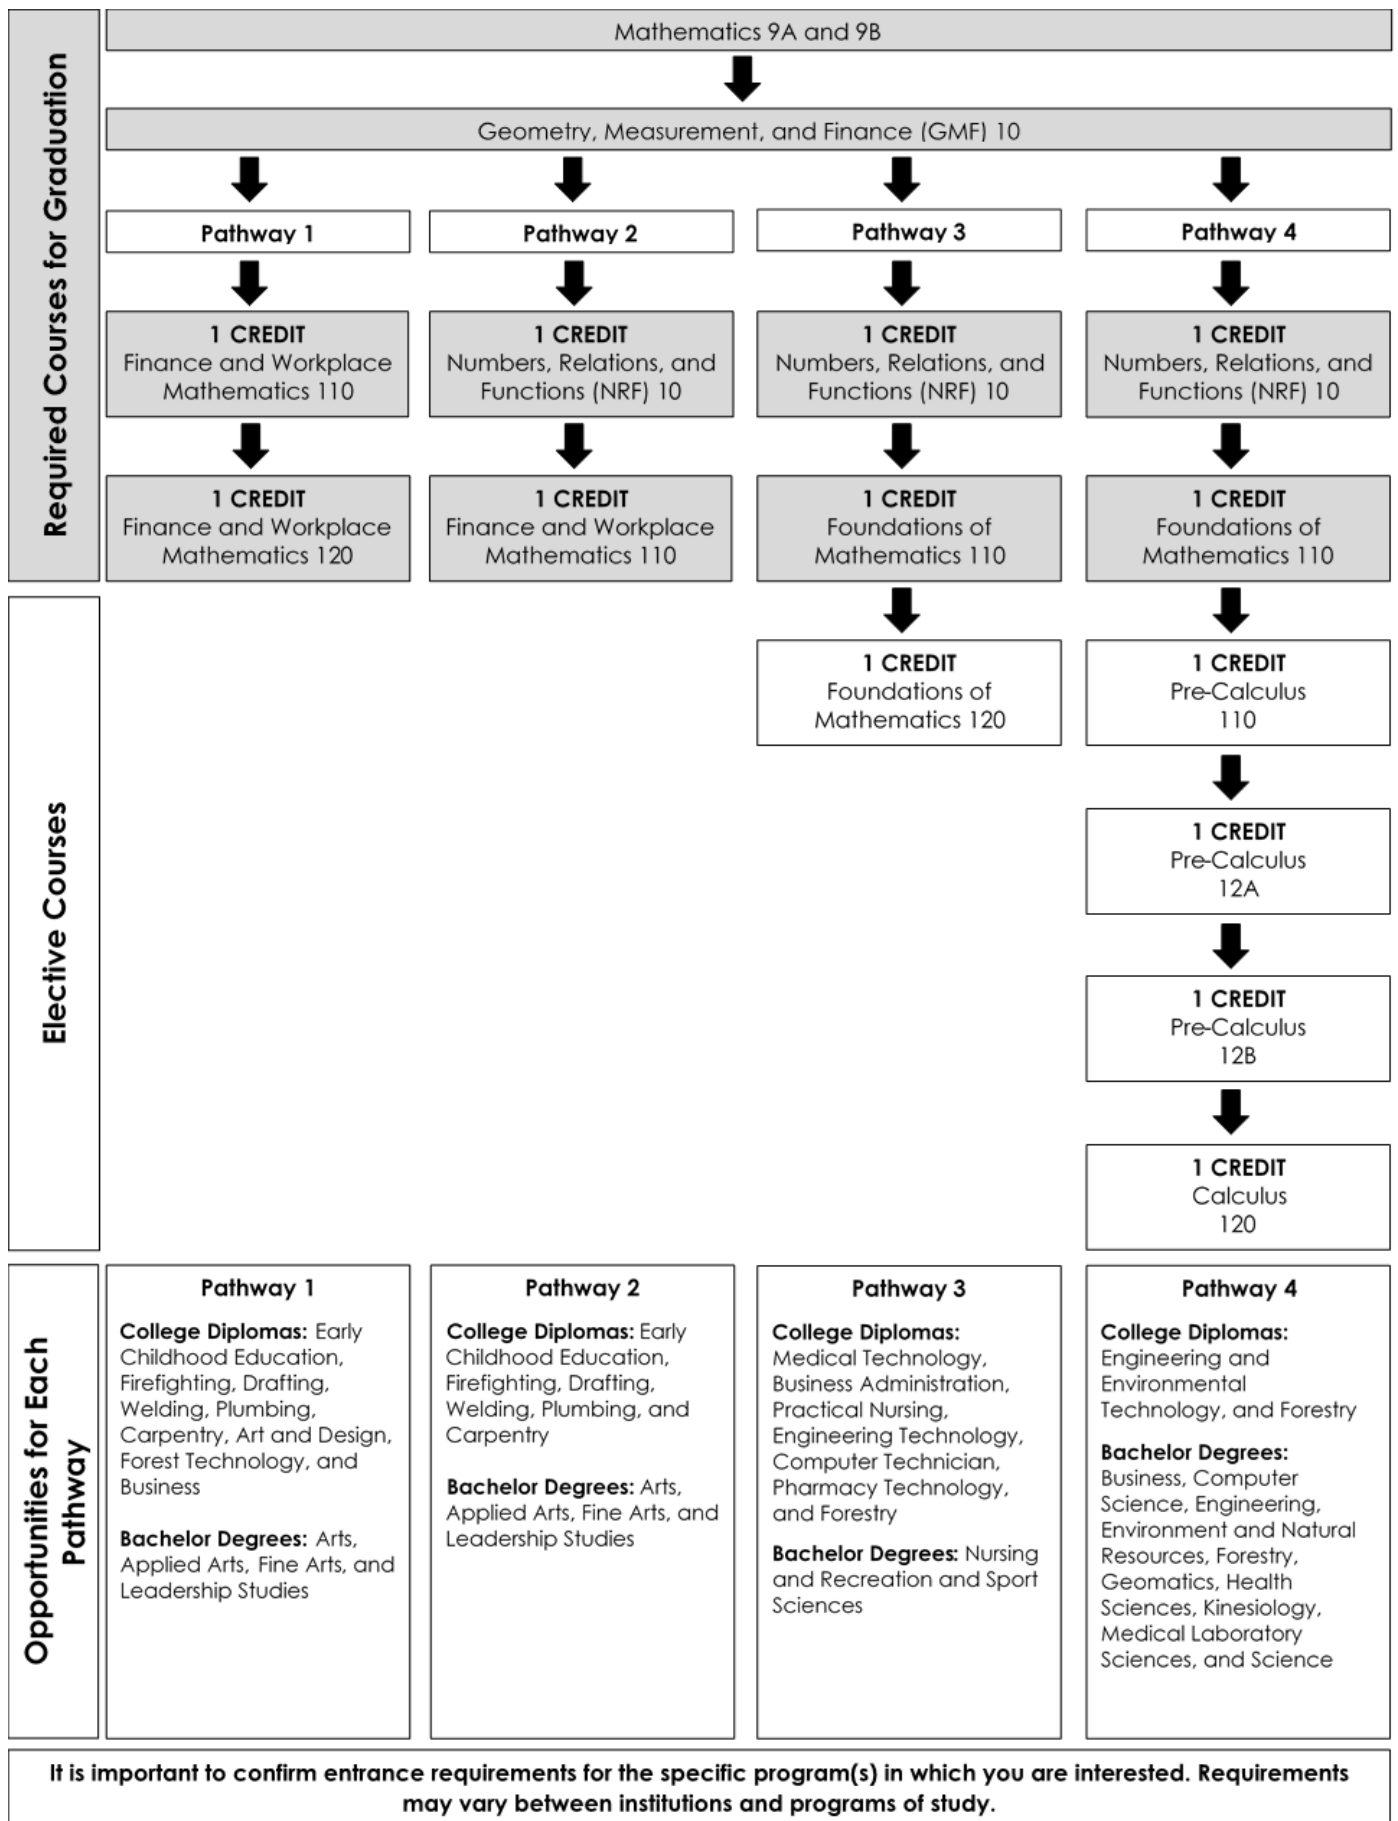 Required Courses for Graduation
Mathematics 9A and 9B
Geometry, Measurement, and Finance (GMF) 10
Pathway 1
Pathway 2
Pathway 3
Pathway 4
1 CREDIT
Finance and Workplace
Mathematics 110
1 CREDIT
Numbers, Relations, and
Functions (NRF) 10
1 CREDIT
Numbers, Relations, and
Functions (NRF) 10
1 CREDIT
Numbers, Relations, and
Functions (NRF) 10
1 CREDIT
Finance and Workplace
Mathematics 120
1 CREDIT
Finance and Workplace
Mathematics 110
1 CREDIT
Foundations of
Mathematics 110
1 CREDIT
Foundations of
Mathematics 110
Elective Courses
1 CREDIT
Foundations of
Mathematics 120
1 CREDIT
Pre-Calculus
110
1 CREDIT
Pre-Calculus
12A
1 CREDIT
Pre-Calculus
12B
1 CREDIT
Calculus
120
Opportunities for Each
Pathway
Pathway 1
College Diplomas: Early
Childhood Education,
Firefighting, Drafting,
Welding, Plumbing,
Carpentry, Art and Design,
Forest Technology, and
Business
Bachelor Degrees: Arts,
Applied Arts, Fine Arts, and
Leadership Studies
Pathway 2
College Diplomas: Early
Childhood Education,
Firefighting, Drafting,
Welding, Plumbing, and
Carpentry
Bachelor Degrees: Arts,
Applied Arts, Fine Arts, and
Leadership Studies
Pathway 3
College Diplomas:
Medical Technology,
Business Administration,
Practical Nursing,
Engineering Technology,
Computer Technician,
Pharmacy Technology,
and Forestry
Bachelor Degrees: Nursing
and Recreation and Sport
Sciences
Pathway 4
College Diplomas:
Engineering and
Environmental
Technology, and Forestry
Bachelor Degrees:
Business, Computer
Science, Engineering,
Environment and Natural
Resources, Forestry,
Geomatics, Health
Sciences, Kinesiology,
Medical Laboratory
Sciences, and Science
It is important to confirm entrance requirements for the specific program(s) in which you are interested. Requirements
may vary between institutions and programs of study.